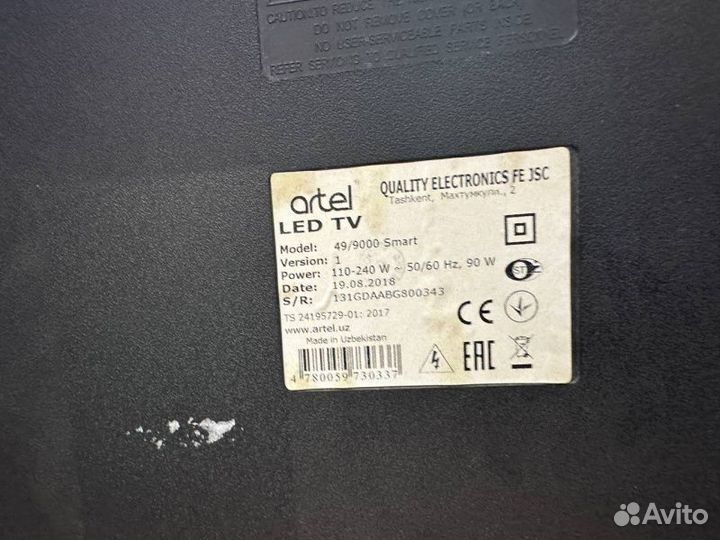 CAUTION:TO REDUCE THE
DO NOT REMOVE COVER (OR BACK)
NO USER-SERVICEABLE PARTS INSIDE
REFER SERVICING TO QUALIFIED SERVICE PERSONNEL
artel
LED TV
QUALITY ELECTRONICS FE JSC
Tashkent, Махтумкули., 2
Model: 49/9000 Smart
Version: 1
Power: 110-240 W ~ 50/60 Hz, 90 W
Date: 19.08.2018
S/R: 131GDAABG800343
TS 24195729-01: 2017
www.artel.uz
Made in Uzbekistan
4 780059 730337
CE
EAC
Avito